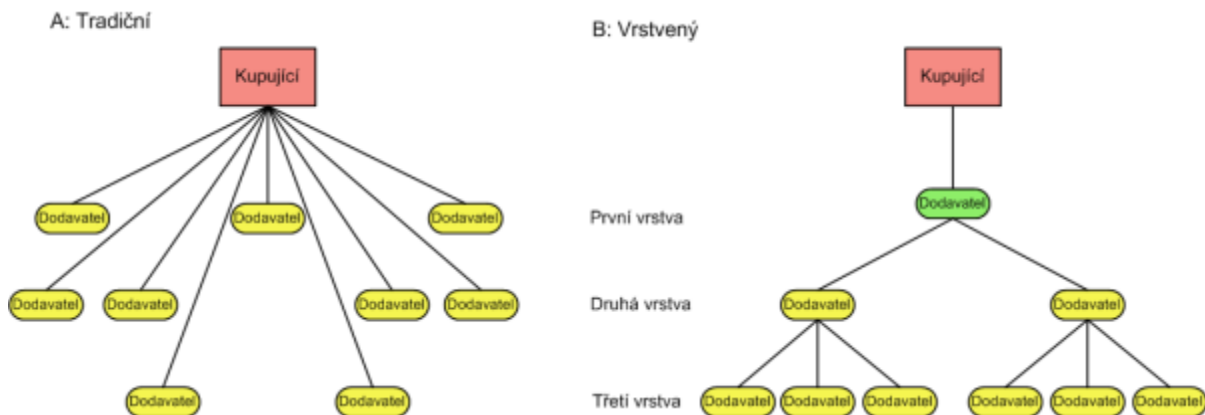 A: Tradiční
Kupující
Dodavatel
Dodavatel
Dodavatel
Dodavatel
Dodavatel
Dodavatel
Dodavatel
Dodavatel
Dodavatel
B: Vrstvený
Kupující
První vrstva
Dodavatel
Druhá vrstva
Dodavatel
Dodavatel
Třetí vrstva
Dodavatel
Dodavatel
Dodavatel
Dodavatel
Dodavatel
Dodavatel